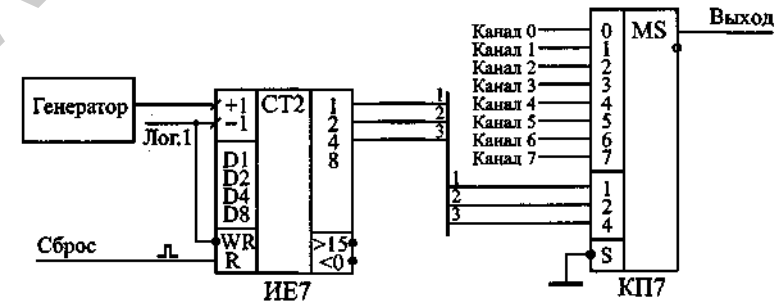 Выход
Канал 0 0 MS
Канал 1 1
Канал 2 2
Канал 3 3
Канал 4 4
Канал 5 5
Канал 6 6
Канал 7 7
Генератор +1 CT2 1 1
-1 2 2
Лог.1 4 3
8
D1
D2
D4
D8
1 1
2 2
3 4
Сброс WR >15
R <0
S
ИЕ7 КП7